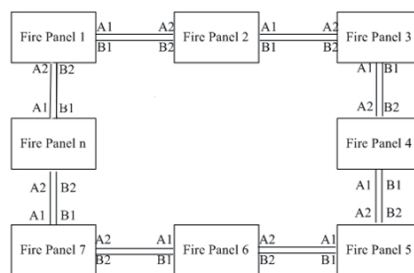 A1 A2 A1 A2
Fire Panel 1 Fire Panel 2 Fire Panel 3
B1 B2 B1 B2
A2 B2 A1 B1
A1 B1 A2 B2
Fire Panel n Fire Panel 4
A2 B2 A1 B1
A1 B1 A2 B2
A2 A1 A2 A1
Fire Panel 7 Fire Panel 6 Fire Panel 5
B2 B1 B2 B1